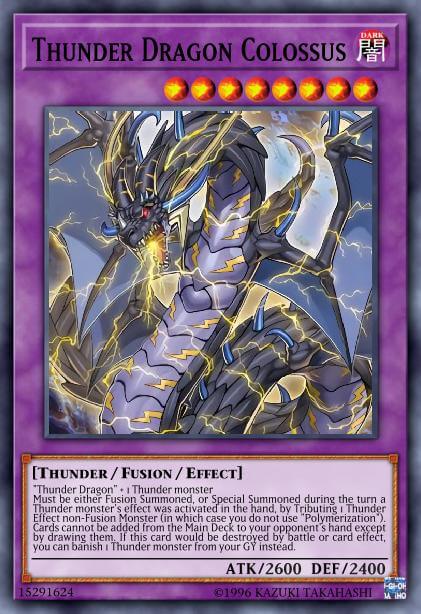 THUNDER DRAGON COLOSSUS
DARK
闇
[THUNDER / FUSION / EFFECT]
"Thunder Dragon" + 1 Thunder monster
Must be either Fusion Summoned, or Special Summoned during the turn a
Thunder monster's effect was activated in the hand, by Tributing 1 Thunder
Effect non-Fusion Monster (in which case you do not use "Polymerization").
Cards cannot be added from the Main Deck to your opponent's hand except
by drawing them. If this card would be destroyed by battle or card effect,
you can banish 1 Thunder monster from your GY instead.
ATK/2600 DEF/2400
15291624
©1996 KAZUKI TAKAHASHI